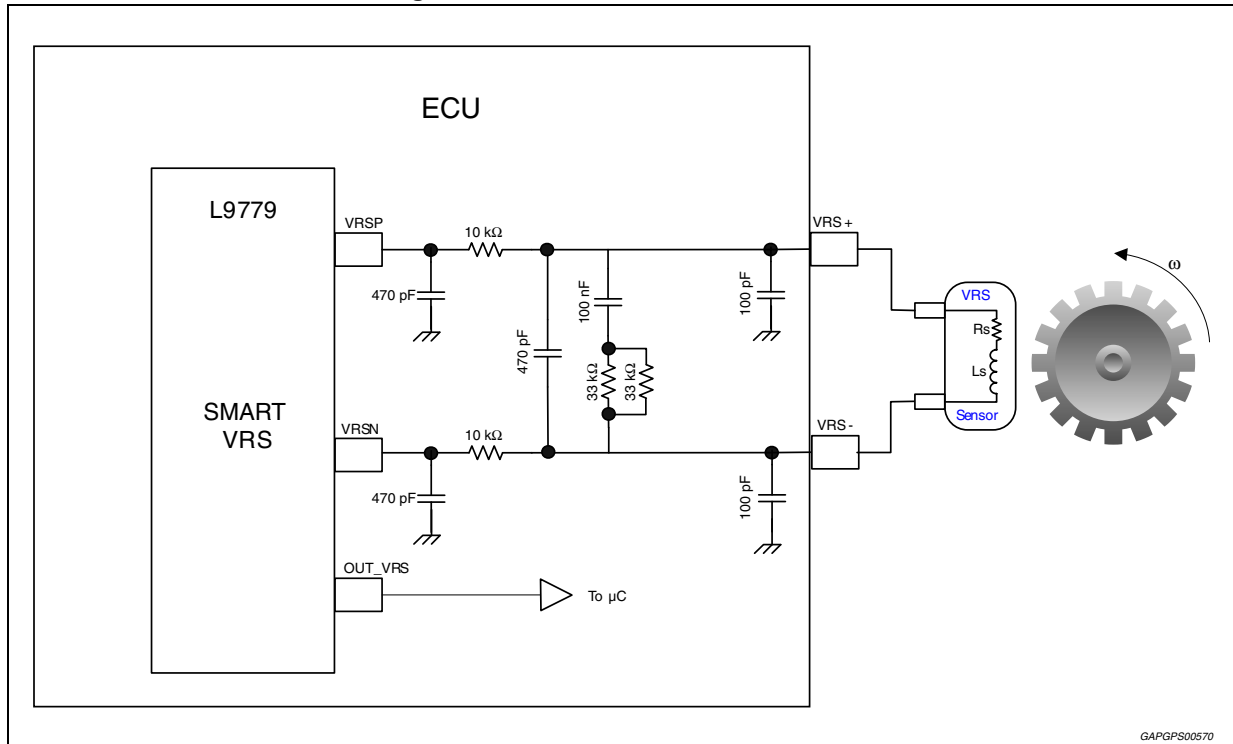 ECU
L9779
SMART
VRS
VRSP
10 kΩ
470 pF
470 pF
100 nF
33 kΩ
33 kΩ
100 pF
VRS+
VRSN
10 kΩ
470 pF
100 pF
VRS-
OUT_VRS
To µC
VRS
Rs
Ls
Sensor
ω
GAPGPS00570